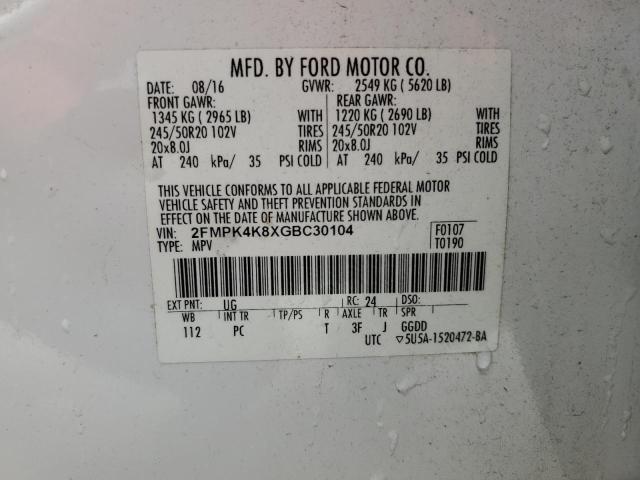 MFD. BY FORD MOTOR CO.
DATE: 08/16 GVWR: 2549 KG ( 5620 LB)
FRONT GAWR: REAR GAWR:
1345 KG ( 2965 LB) WITH 1220 KG ( 2690 LB) WITH
245/50R20 102V TIRES 245/50R20 102V TIRES
20x8.0J RIMS 20x8.0J RIMS
AT 240 kPa/ 35 PSI COLD AT 240 kPa/ 35 PSI COLD
THIS VEHICLE CONFORMS TO ALL APPLICABLE FEDERAL MOTOR
VEHICLE SAFETY AND THEFT PREVENTION STANDARDS IN
EFFECT ON THE DATE OF MANUFACTURE SHOWN ABOVE.
VIN: 2FMPK4K8XGBC30104 F0107
TYPE: MPV T0190
EXT PNT: UG RC: 24 DSO:
WB INT TR TP/PS R AXLE TR SPR
112 PC T 3F J GGDD
UTC ▽5U5A-1520472-BA